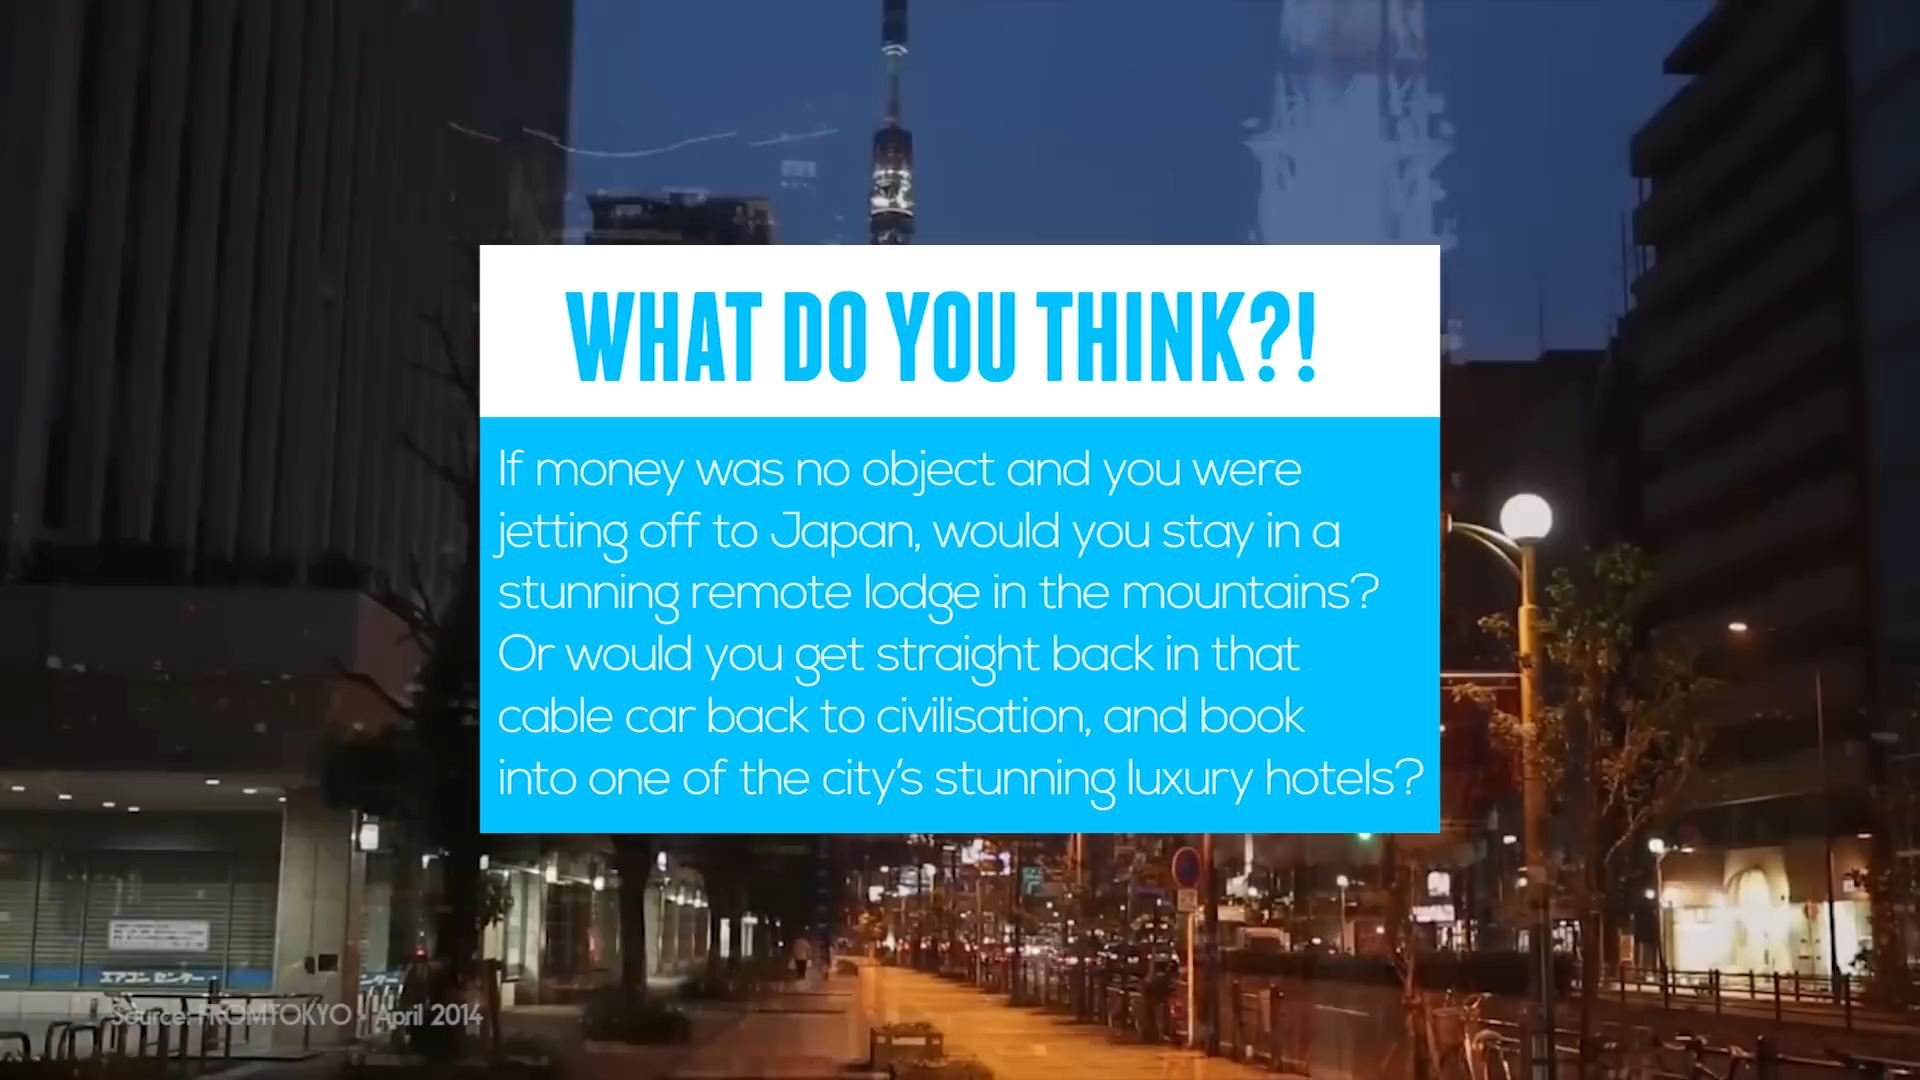 WHAT DO YOU THINK?!
If money was no object and you were
jetting off to Japan, would you stay in a
stunning remote lodge in the mountains?
Or would you get straight back in that
cable car back to civilisation, and book
into one of the city's stunning luxury hotels?
エアコン センター
Source: FROMTOKYO - April 2014